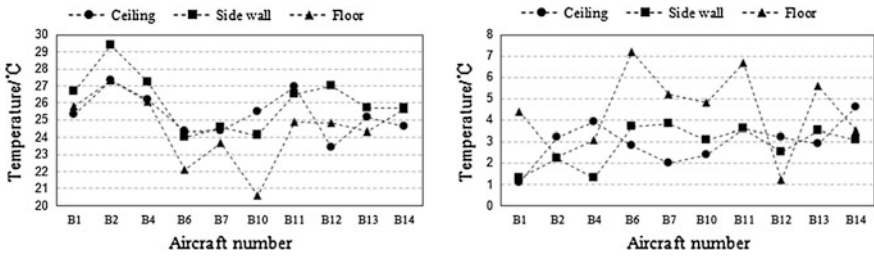 Ceiling Side wall Floor
Temperature/°C
30
29
28
27
26
25
24
23
22
21
20
B1 B2 B4 B6 B7 B10 B11 B12 B13 B14
Aircraft number
Ceiling Side wall Floor
Temperature/°C
8
7
6
5
4
3
2
1
0
B1 B2 B4 B6 B7 B10 B11 B12 B13 B14
Aircraft number